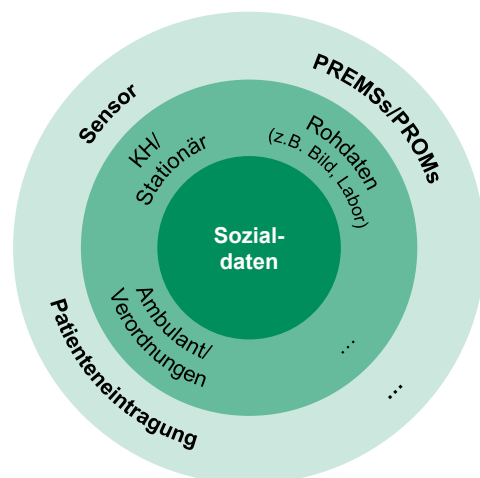 Sensor
PREMSs/PROMs
KH/
Stationär
Rohdaten
(z.B. Bild, Labor)
Sozial-
daten
Ambulant/
Verordnungen
...
Patienteneintragung
...